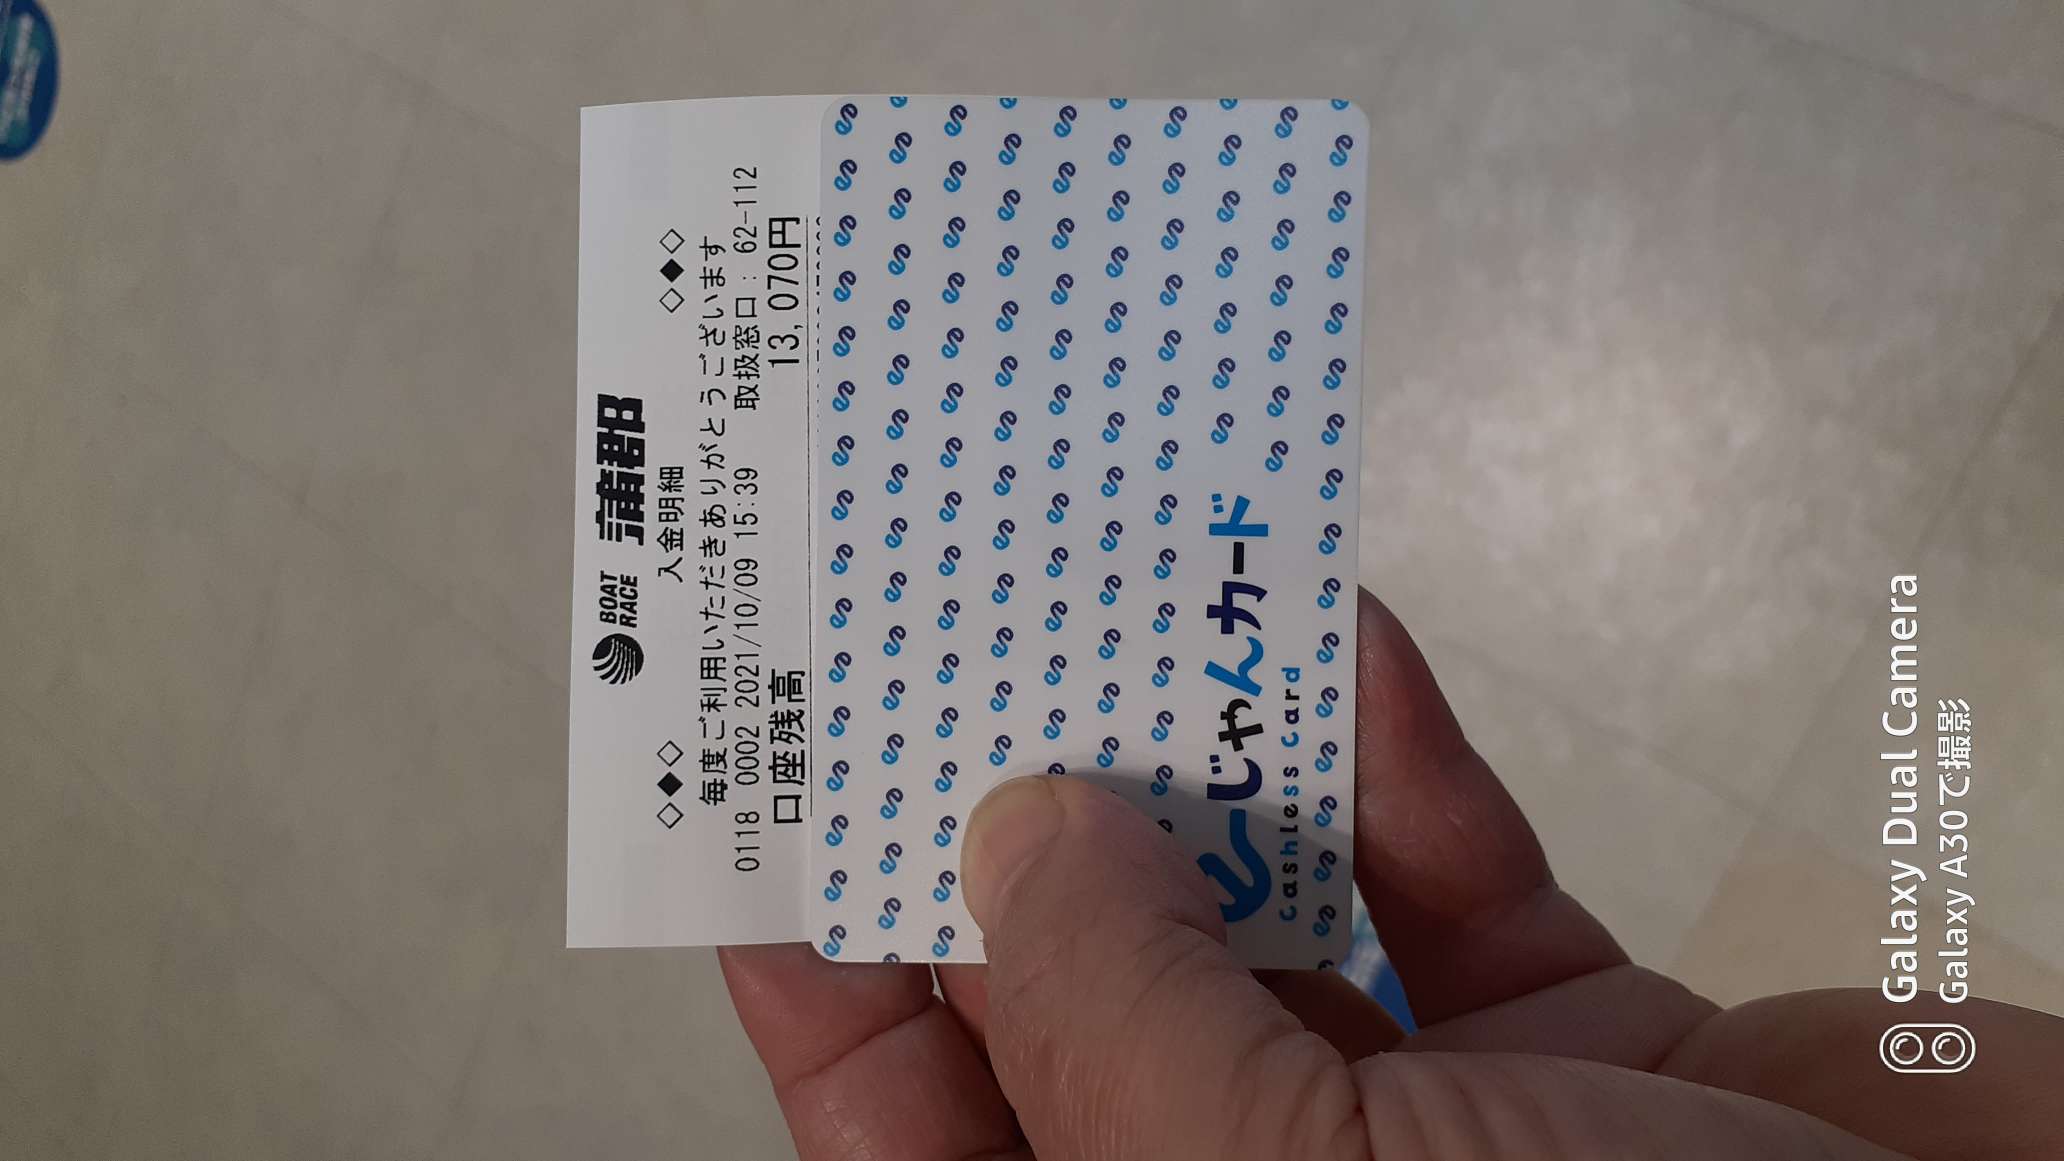 BOAT RACE 蒲郡
◇◆◇ 入金明細 ◇◆◇
毎度ご利用いただきありがとうございます
0118 0002 2021/10/09 15:39 取扱窓口: 62-112
口座残高 13,070円
e-じゃんカード
cashless card
Galaxy Dual Camera
Galaxy A30で撮影